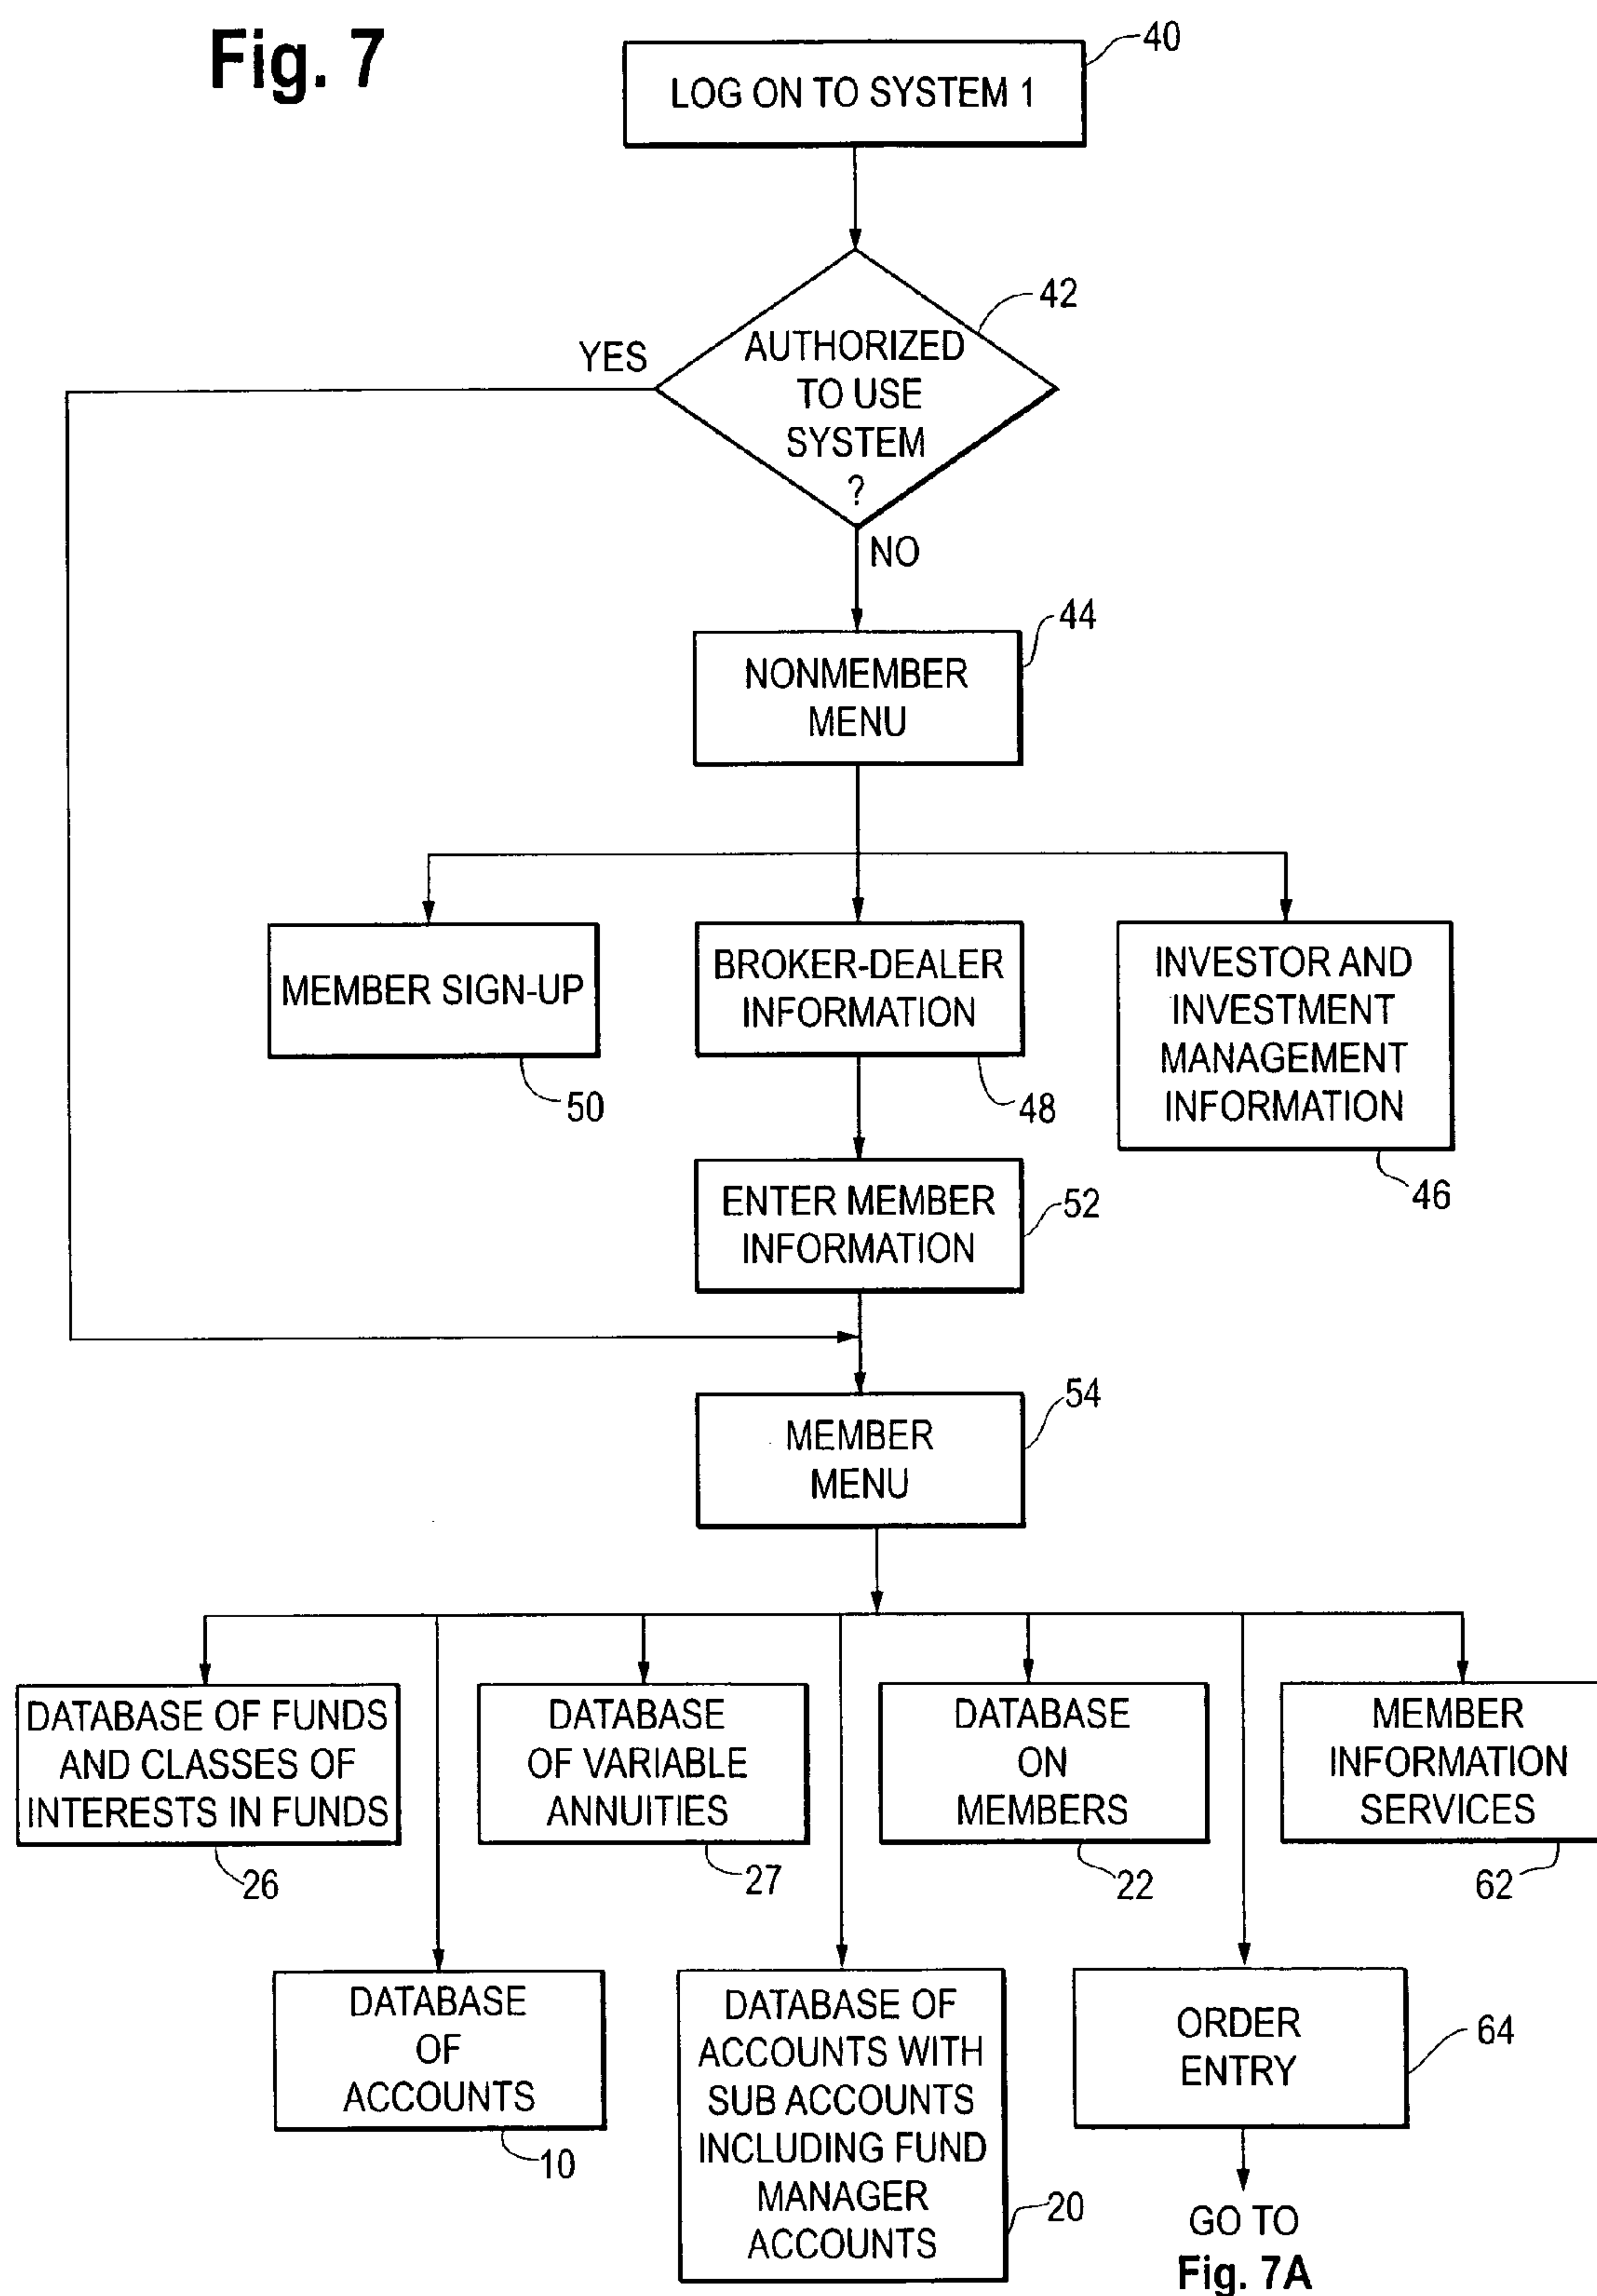 Fig. 7
40
LOG ON TO SYSTEM 1
42
YES
AUTHORIZED
TO USE
SYSTEM
?
NO
44
NONMEMBER
MENU
MEMBER SIGN-UP
50
BROKER-DEALER
INFORMATION
48
INVESTOR AND
INVESTMENT
MANAGEMENT
INFORMATION
46
ENTER MEMBER
INFORMATION
52
MEMBER
MENU
54
DATABASE OF FUNDS
AND CLASSES OF
INTERESTS IN FUNDS
26
DATABASE
OF VARIABLE
ANNUITIES
27
DATABASE
ON
MEMBERS
22
MEMBER
INFORMATION
SERVICES
62
DATABASE
OF
ACCOUNTS
10
DATABASE OF
ACCOUNTS WITH
SUB ACCOUNTS
INCLUDING FUND
MANAGER
ACCOUNTS
20
ORDER
ENTRY
64
GO TO
Fig. 7A